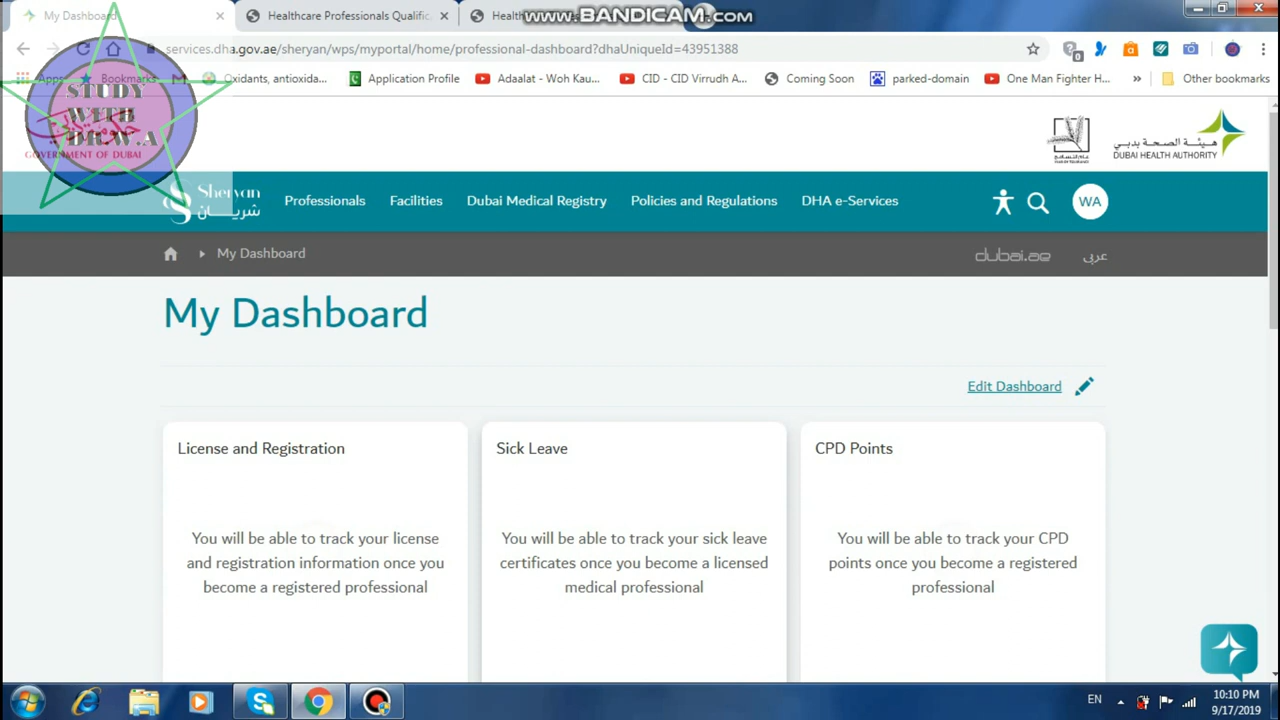 My Dashboard
Healthcare Professionals Qualific
Health
www.BANDICAM.com
services.dha.gov.ae/sheryan/wps/myportal/home/professional-dashboard?dhaUniqueId=43951388
Apps
Bookmarks
Oxidants, antioxida...
Application Profile
Adaalat - Woh Kau...
CID - CID Virrudh A...
Coming Soon
parked-domain
One Man Fighter H...
»
Other bookmarks
STUDY
WITH
DR.W.A
GOVERNMENT OF DUBAI
هيئة الصحة بدبي
DUBAI HEALTH AUTHORITY
Sheryan
شريان
Professionals
Facilities
Dubai Medical Registry
Policies and Regulations
DHA e-Services
WA
My Dashboard
dubai.ae
عربي
My Dashboard
Edit Dashboard
License and Registration
You will be able to track your license
and registration information once you
become a registered professional
Sick Leave
You will be able to track your sick leave
certificates once you become a licensed
medical professional
CPD Points
You will be able to track your CPD
points once you become a registered
professional
EN
10:10 PM
9/17/2019